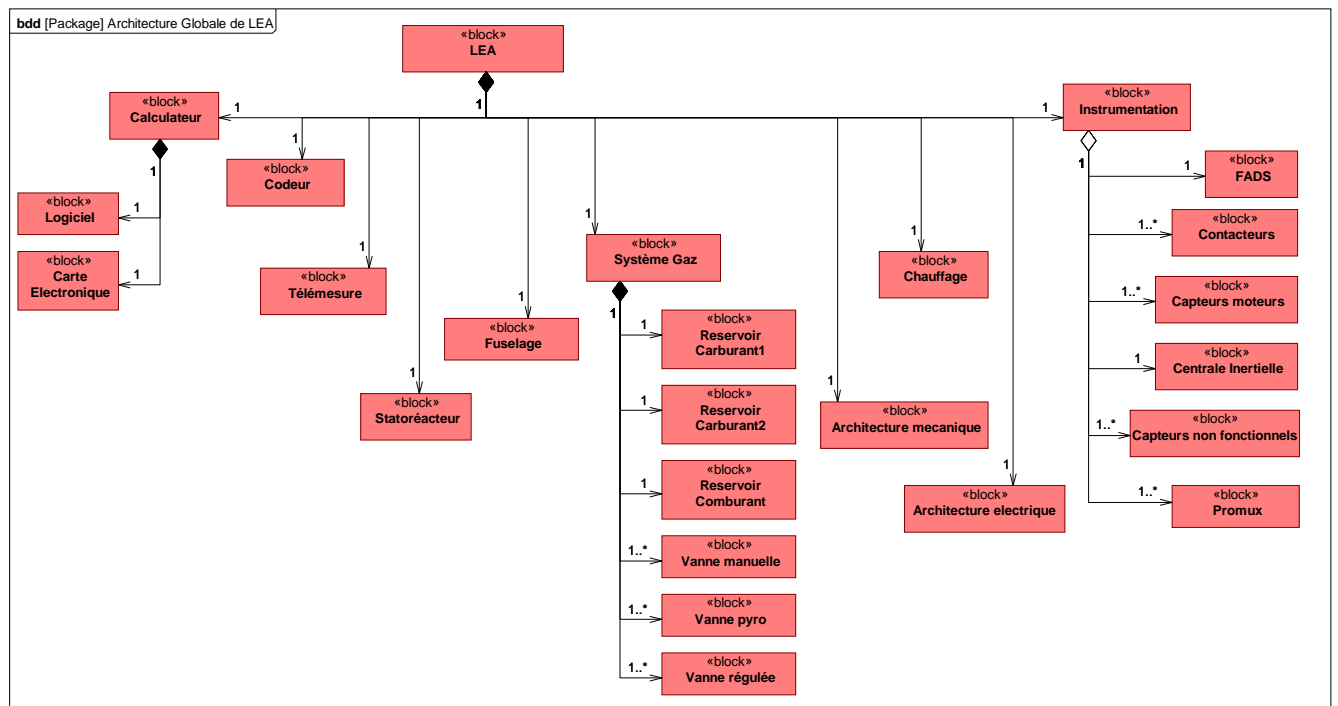 bdd [Package] Architecture Globale de LEA
«block»
LEA
1
«block»
Calculateur
1
1
«block»
Logiciel
1
«block»
Carte
Electronique
1
«block»
Codeur
1
«block»
Télémesure
1
«block»
Statoréacteur
1
«block»
Fuselage
1
«block»
Système Gaz
1
1
«block»
Reservoir
Carburant1
1
«block»
Reservoir
Carburant2
1
«block»
Reservoir
Comburant
1
«block»
Vanne manuelle
1..*
«block»
Vanne pyro
1..*
«block»
Vanne régulée
1..*
«block»
Architecture mecanique
1
«block»
Chauffage
1
«block»
Architecture electrique
1
«block»
Instrumentation
1
1
«block»
FADS
1
«block»
Contacteurs
1..*
«block»
Capteurs moteurs
1..*
«block»
Centrale Inertielle
1
«block»
Capteurs non fonctionnels
1..*
«block»
Promux
1..*